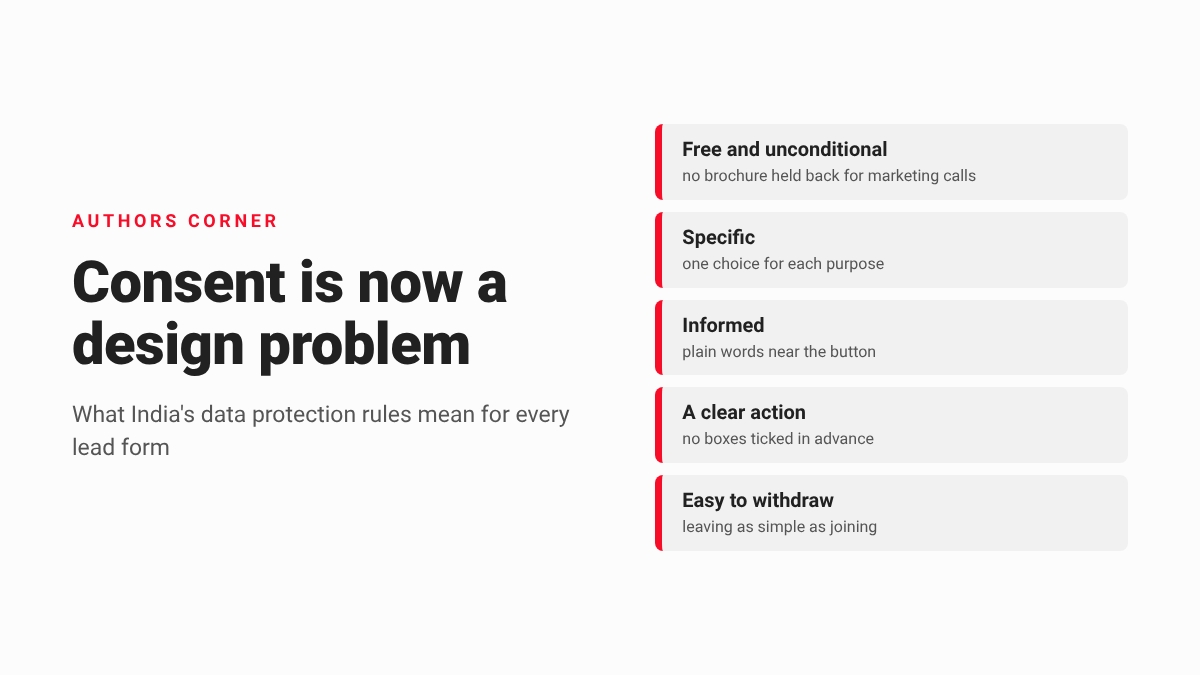 AUTHORS CORNER
Consent is now a
design problem
What India's data protection rules mean for every
lead form
Free and unconditional
no brochure held back for marketing calls
Specific
one choice for each purpose
Informed
plain words near the button
A clear action
no boxes ticked in advance
Easy to withdraw
leaving as simple as joining